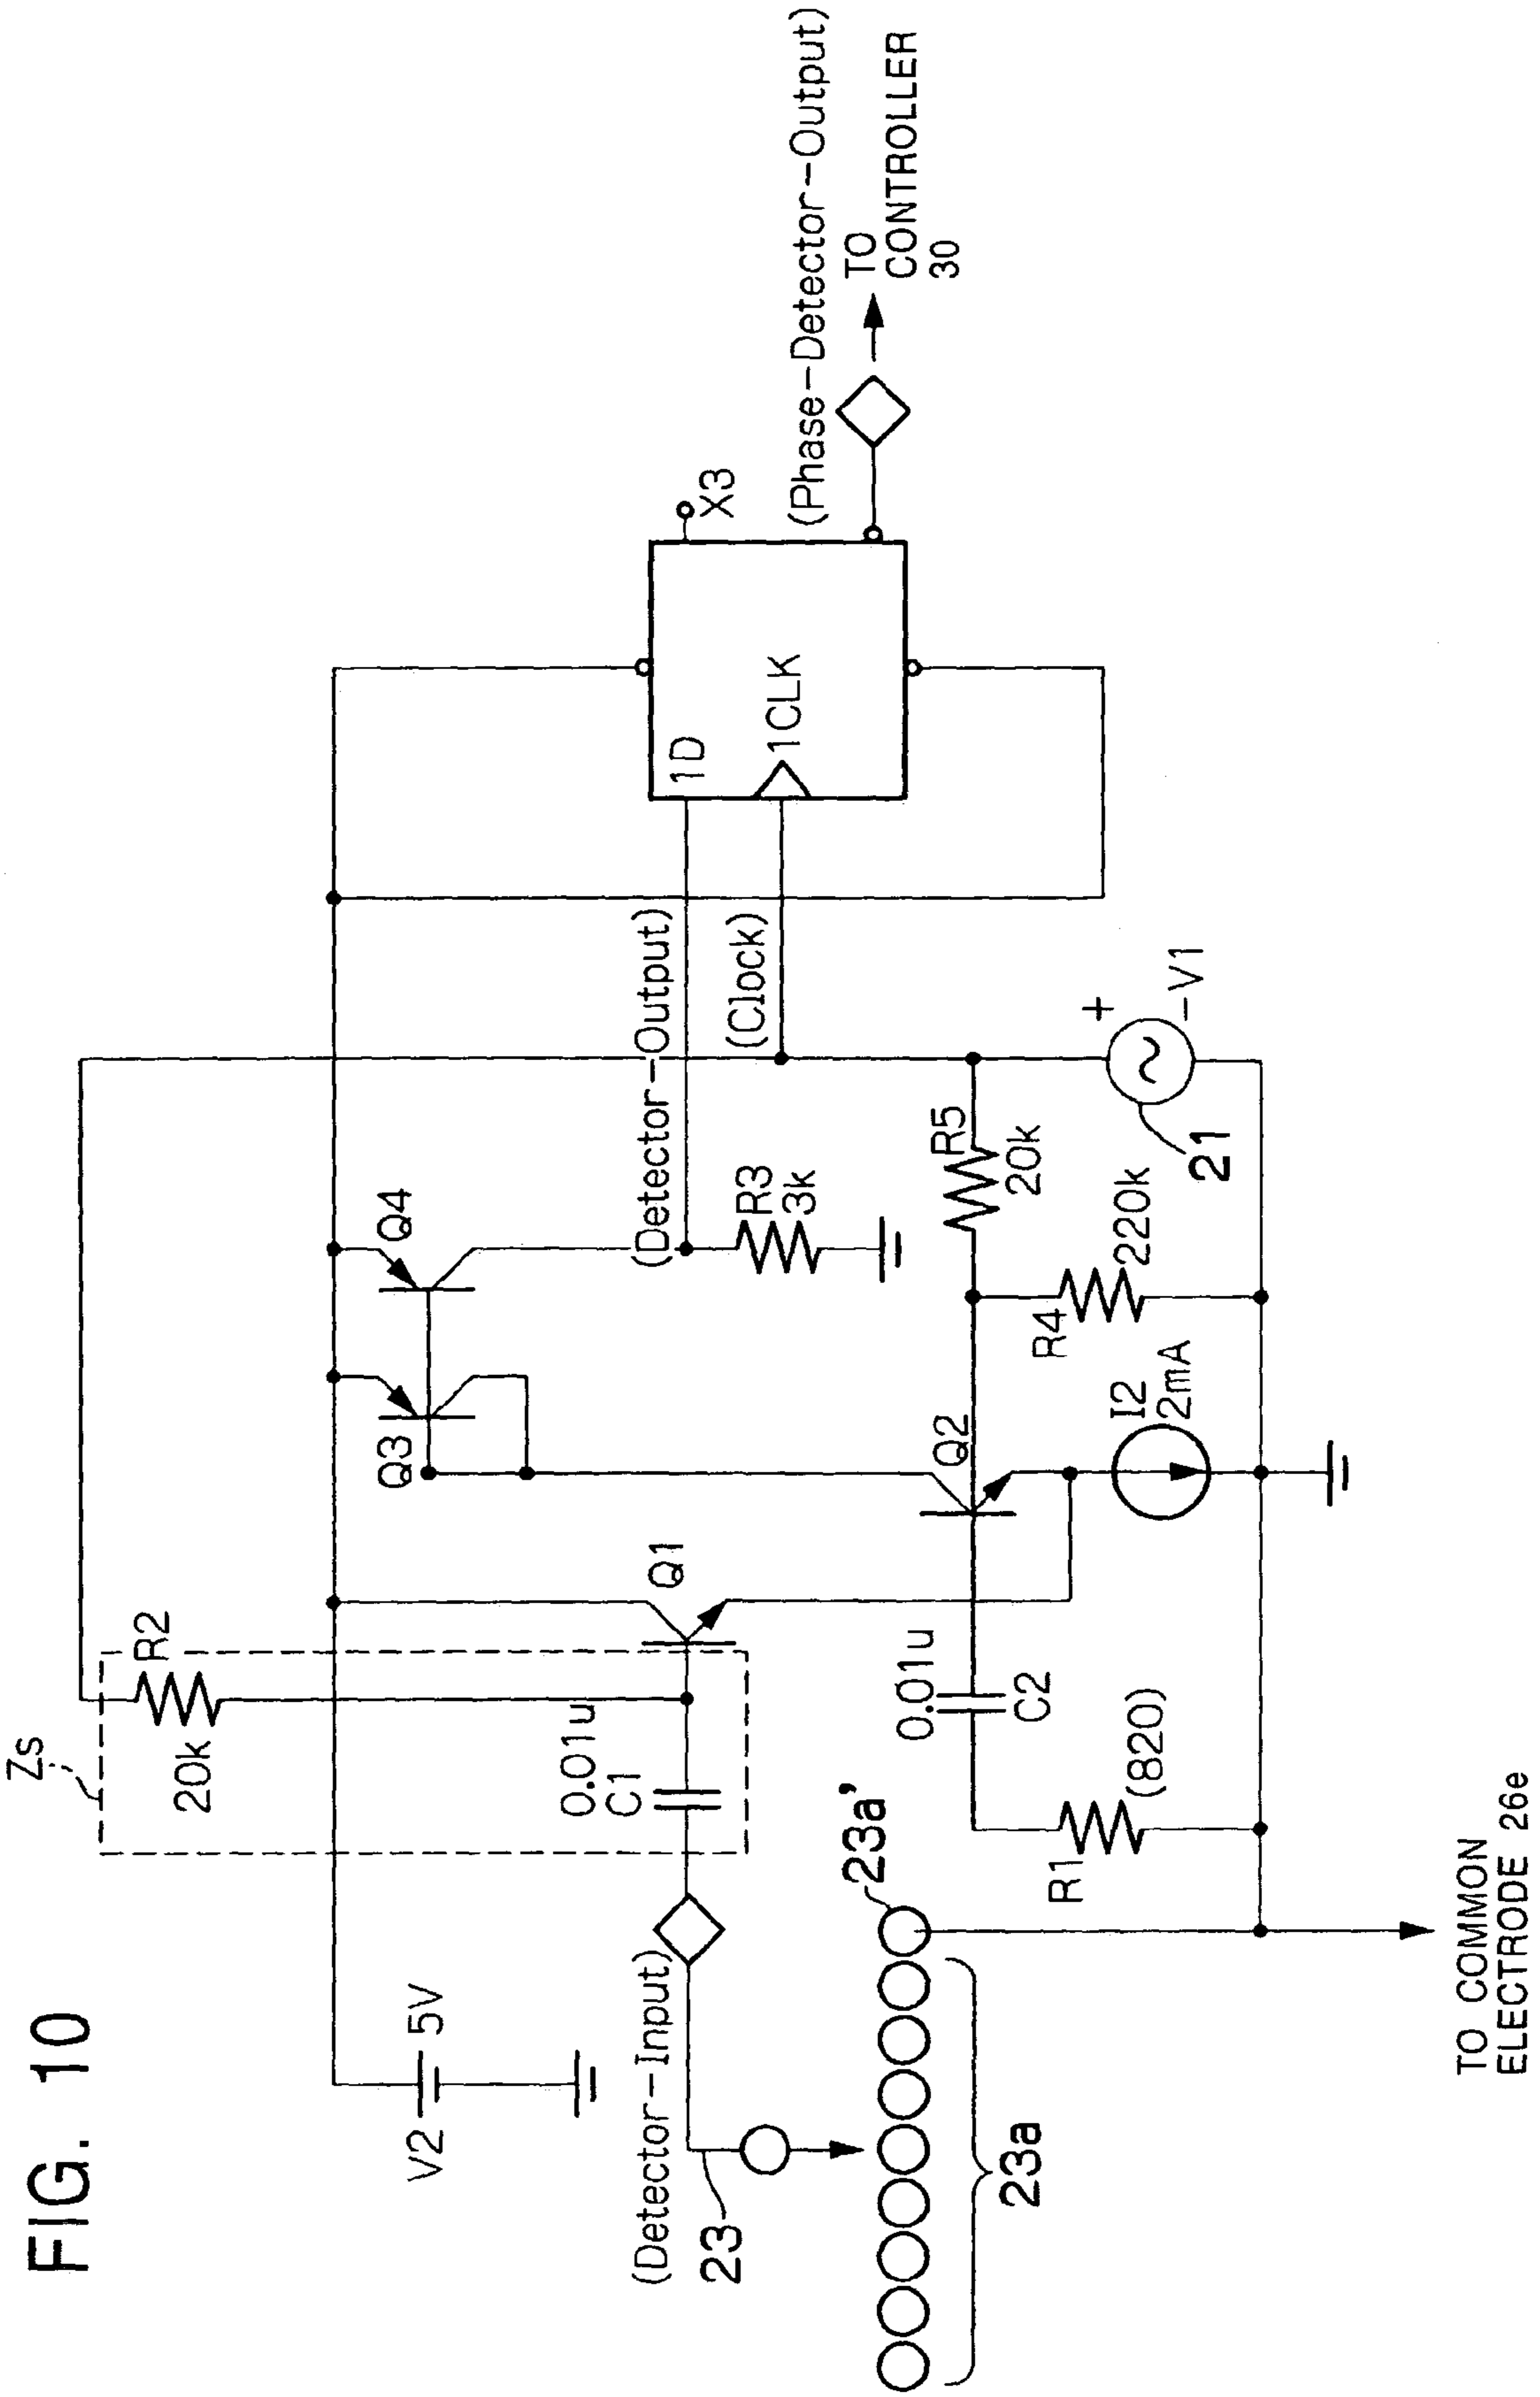 FIG. 10
Zs
R2
20k
V2
5V
Q3
Q4
Q1
0.01u
C1
(Detector-Input)
23
(Detector-Output)
1D
X3
R3
3k
(Clock)
1CLK
(Phase-Detector-Output)
TO
CONTROLLER
30
23a'
23a
0.01u
C2
Q2
R5
20k
R1
(820)
R4
220k
I2
2mA
+
-V1
21
TO COMMON
ELECTRODE 26e